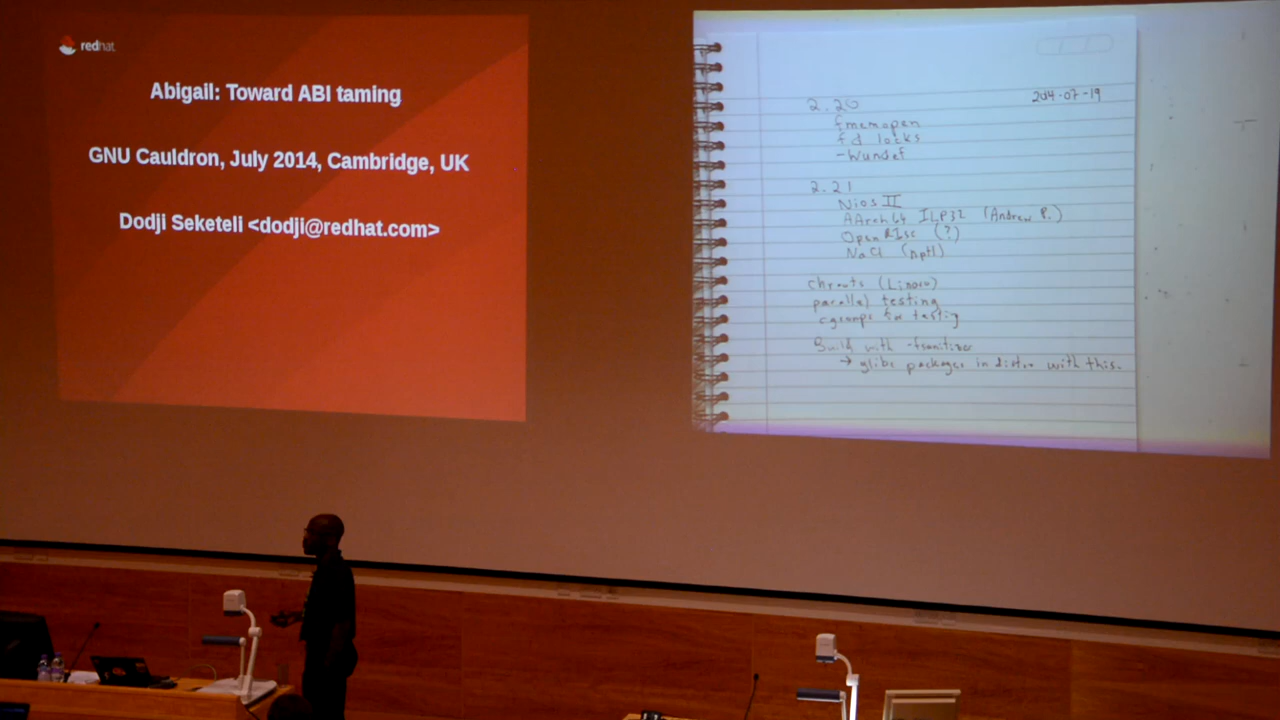 redhat
Abigail: Toward ABI taming
GNU Cauldron, July 2014, Cambridge, UK
Dodji Seketeli <dodji@redhat.com>
2014-07-19
2.20
fmemopen
fd locks
-Wundef
2.21
Nios II
AArch64 ILP32 (Andrew P.)
OpenRISC (?)
NaCl (nptl)
chroots (Linaro)
parallel testing
cgroups for testing
Build with -fsanitizer
→ glibc packages in distro with this.